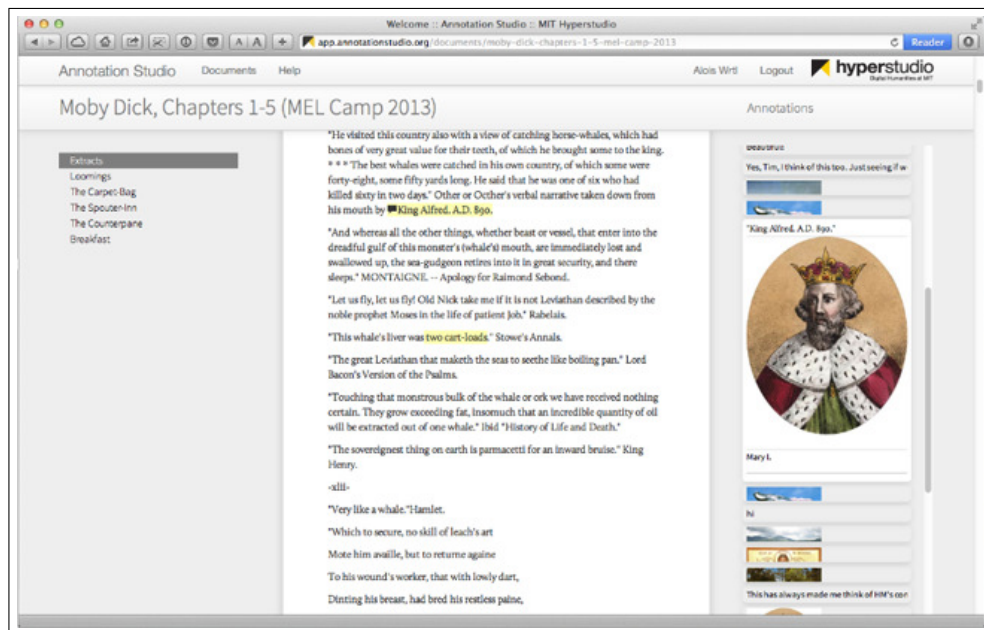 Welcome :: Annotation Studio :: MIT Hyperstudio
A A
app.annotationstudio.org/documents/moby-dick-chapters-1-5-mel-camp-2013
Reader
Annotation Studio Documents Help
Alois Wrtl Logout hyperstudio
Digital Humanities at MIT
Moby Dick, Chapters 1-5 (MEL Camp 2013)
Annotations
Extracts
Loomings
The Carpet-Bag
The Spouter-Inn
The Counterpane
Breakfast
"He visited this country also with a view of catching horse-whales, which had
bones of very great value for their teeth, of which he brought some to the king.
* * * The best whales were catched in his own country, of which some were
forty-eight, some fifty yards long. He said that he was one of six who had
killed sixty in two days." Other or Octher's verbal narrative taken down from
his mouth by King Alfred. A.D. 890.
"And whereas all the other things, whether beast or vessel, that enter into the
dreadful gulf of this monster's (whale's) mouth, are immediately lost and
swallowed up, the sea-gudgeon retires into it in great security, and there
sleeps." MONTAIGNE. -- Apology for Raimond Sebond.
"Let us fly, let us fly! Old Nick take me if it is not Leviathan described by the
noble prophet Moses in the life of patient Job." Rabelais.
"This whale's liver was two cart-loads." Stowe's Annals.
"The great Leviathan that maketh the seas to seethe like boiling pan." Lord
Bacon's Version of the Psalms.
"Touching that monstrous bulk of the whale or ork we have received nothing
certain. They grow exceeding fat, insomuch that an incredible quantity of oil
will be extracted out of one whale." Ibid "History of Life and Death."
"The sovereignest thing on earth is parmacetti for an inward bruise." King
Henry.
-xiii-
"Very like a whale."Hamlet.
"Which to secure, no skill of leach's art
Mote him availle, but to returne againe
To his wound's worker, that with lowly dart,
Dinting his breast, had bred his restless paine,
beautiful
Yes, Tim, I think of this too. Just seeing if w
"King Alfred. A.D. 890."
Mary I.
hi
This has always made me think of HM's con